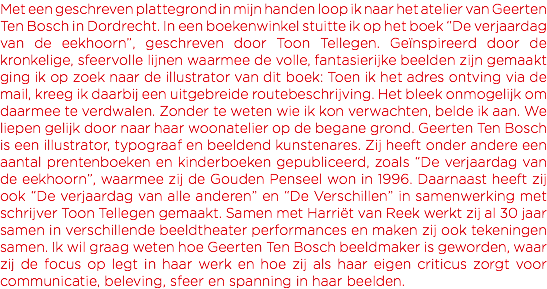 Met een geschreven plattegrond in mijn handen loop ik naar het atelier van Geerten
Ten Bosch in Dordrecht. In een boekenwinkel stuitte ik op het boek “De verjaardag
van de eekhoorn”, geschreven door Toon Tellegen. Geïnspireerd door de
kronkelige, sfeervolle lijnen waarmee de volle, fantasierijke beelden zijn gemaakt
ging ik op zoek naar de illustrator van dit boek: Toen ik het adres ontving via de
mail, kreeg ik daarbij een uitgebreide routebeschrijving. Het bleek onmogelijk om
daarmee te verdwalen. Zonder te weten wie ik kon verwachten, belde ik aan. We
liepen gelijk door naar haar woonatelier op de begane grond. Geerten Ten Bosch
is een illustrator, typograaf en beeldend kunstenares. Zij heeft onder andere een
aantal prentenboeken en kinderboeken gepubliceerd, zoals “De verjaardag van
de eekhoorn”, waarmee zij de Gouden Penseel won in 1996. Daarnaast heeft zij
ook “De verjaardag van alle anderen” en “De Verschillen” in samenwerking met
schrijver Toon Tellegen gemaakt. Samen met Harriët van Reek werkt zij al 30 jaar
samen in verschillende beeldtheater performances en maken zij ook tekeningen
samen. Ik wil graag weten hoe Geerten Ten Bosch beeldmaker is geworden, waar
zij de focus op legt in haar werk en hoe zij als haar eigen criticus zorgt voor
communicatie, beleving, sfeer en spanning in haar beelden.